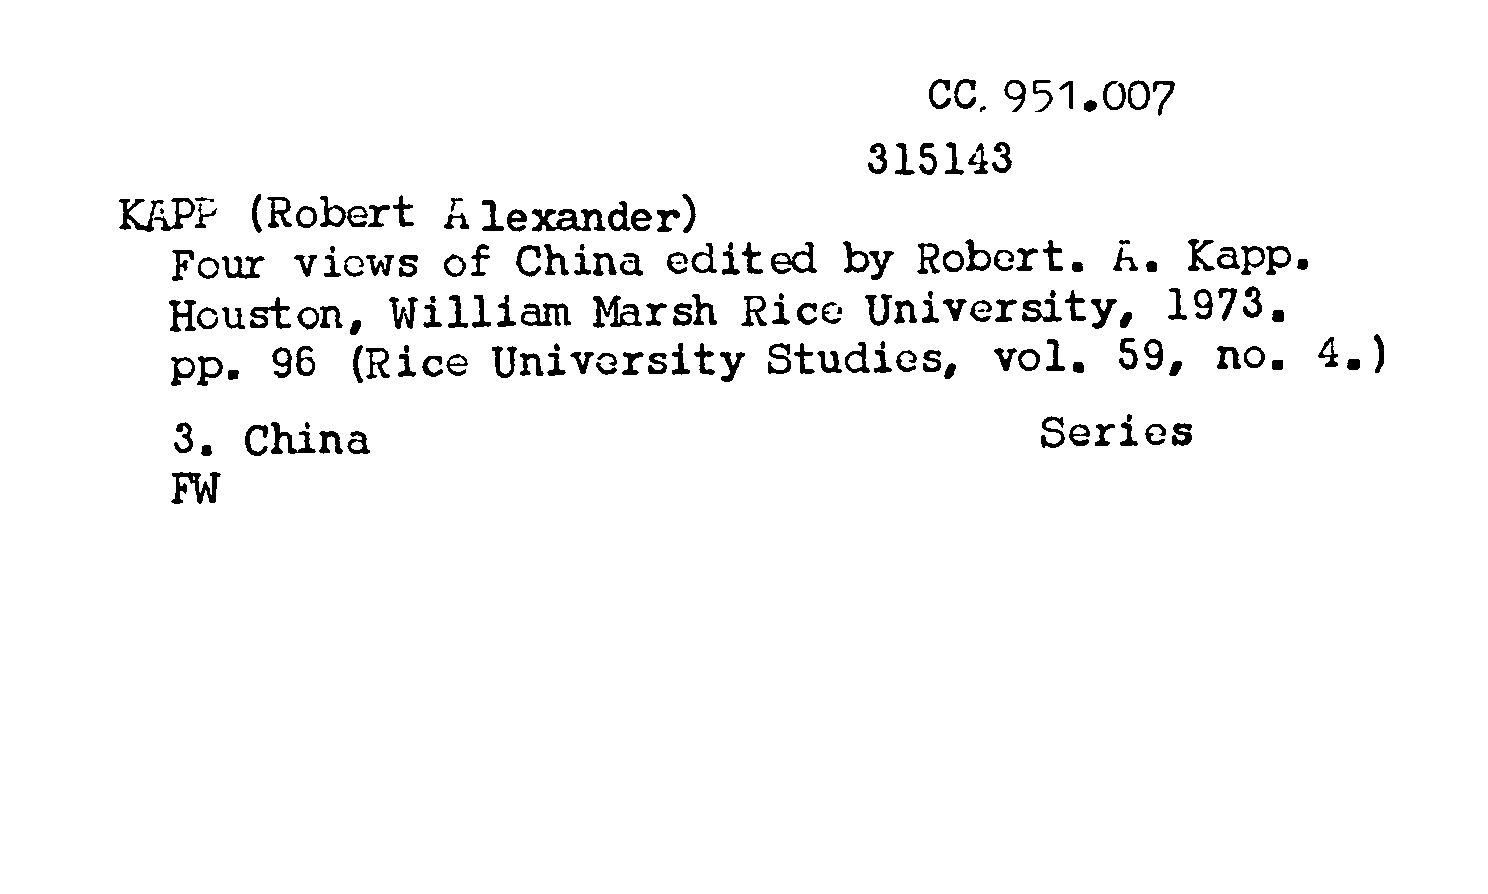 CC. 951.007
315143
KAPP (Robert Alexander)
Four views of China edited by Robert. A. Kapp.
Houston, William Marsh Rice University, 1973.
pp. 96 (Rice University Studies, vol. 59, no. 4.)
3. China Series
FW